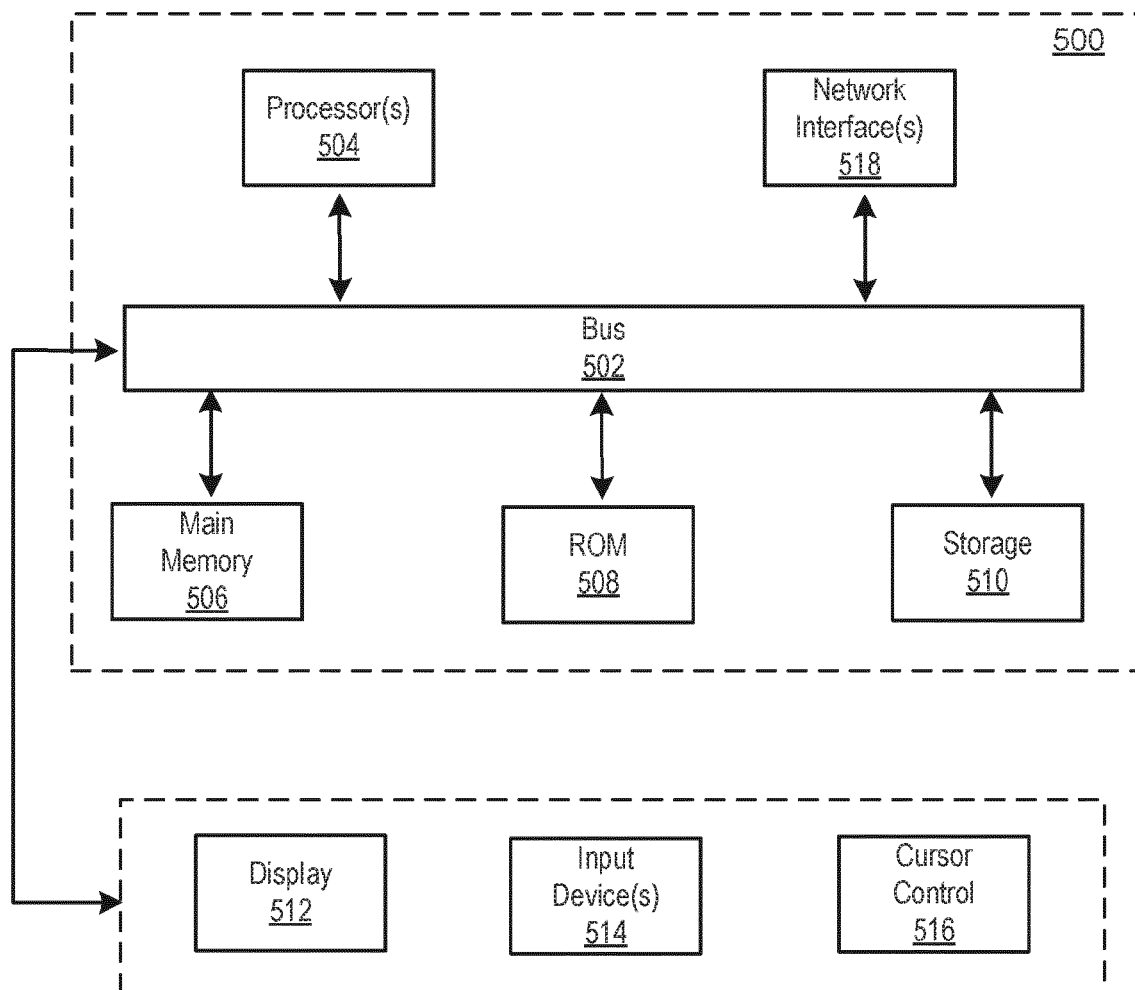 500
Processor(s)
504
Network
Interface(s)
518
Bus
502
Main
Memory
506
ROM
508
Storage
510
Display
512
Input
Device(s)
514
Cursor
Control
516